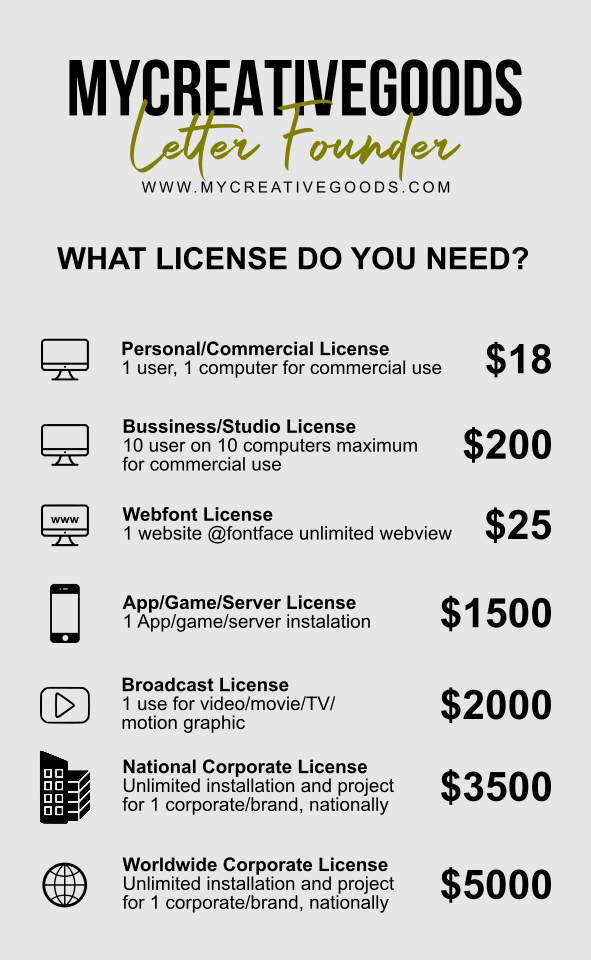 MYCREATIVEGOODS
Letter Founder
WWW.MYCREATIVEGOODS.COM
WHAT LICENSE DO YOU NEED?
Personal/Commercial License
1 user, 1 computer for commercial use
$18
Bussiness/Studio License
10 user on 10 computers maximum
for commercial use
$200
www
Webfont License
1 website @fontface unlimited webview
$25
App/Game/Server License
1 App/game/server instalation
$1500
Broadcast License
1 use for video/movie/TV/
motion graphic
$2000
National Corporate License
Unlimited installation and project
for 1 corporate/brand, nationally
$3500
Worldwide Corporate License
Unlimited installation and project
for 1 corporate/brand, nationally
$5000